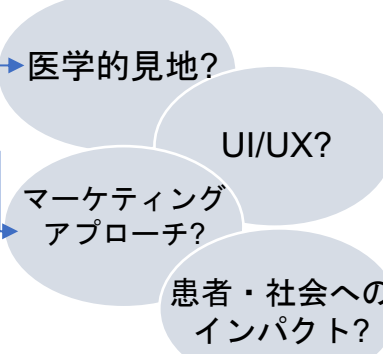 医学的見地?
UI/UX?
マーケティング
アプローチ?
患者・社会への
インパクト?